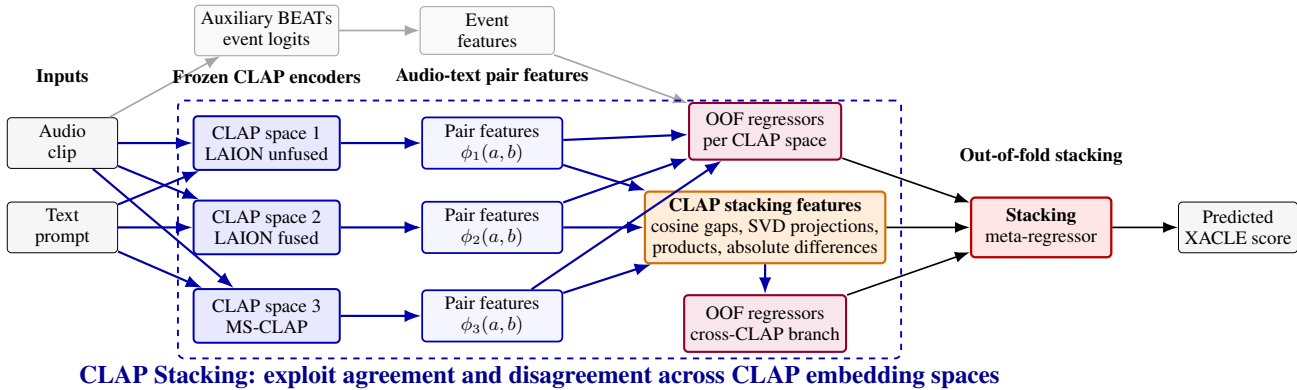 Auxiliary BEATs
event logits
Event
features
Inputs
Frozen CLAP encoders
Audio-text pair features
Audio
clip
CLAP space 1
LAION unfused
Pair features
ϕ₁(a, b)
OOF regressors
per CLAP space
Out-of-fold stacking
Text
prompt
CLAP space 2
LAION fused
Pair features
ϕ₂(a, b)
CLAP stacking features
cosine gaps, SVD projections,
products, absolute differences
Stacking
meta-regressor
Predicted
XACLE score
CLAP space 3
MS-CLAP
Pair features
ϕ₃(a, b)
OOF regressors
cross-CLAP branch
CLAP Stacking: exploit agreement and disagreement across CLAP embedding spaces